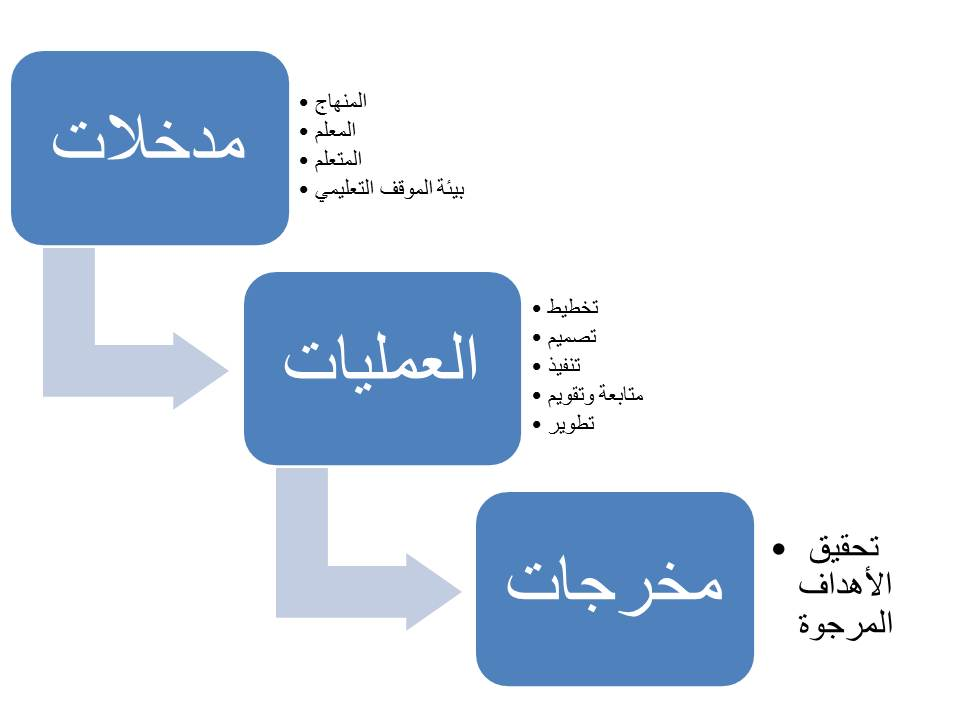 مدخلات
• المنهاج
• المعلم
• المتعلم
• بيئة الموقف التعليمي
العمليات
• تخطيط
• تصميم
• تنفيذ
• متابعة وتقويم
• تطوير
مخرجات
• تحقيق
الأهداف
المرجوة